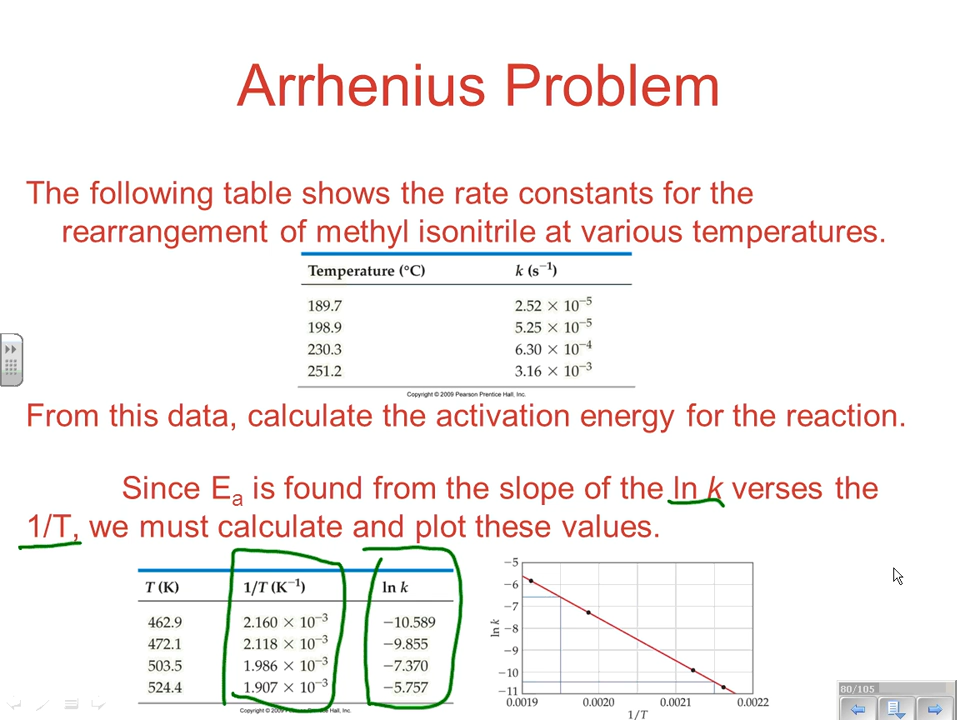 Arrhenius Problem
The following table shows the rate constants for the
rearrangement of methyl isonitrile at various temperatures.
Temperature (°C) k (s⁻¹)
189.7 2.52 × 10⁻⁵
198.9 5.25 × 10⁻⁵
230.3 6.30 × 10⁻⁴
251.2 3.16 × 10⁻³
Copyright © 2009 Pearson Prentice Hall, Inc.
From this data, calculate the activation energy for the reaction.
Since Eₐ is found from the slope of the ln k verses the
1/T, we must calculate and plot these values.
T (K) 1/T (K⁻¹) ln k
462.9 2.160 × 10⁻³ −10.589
472.1 2.118 × 10⁻³ −9.855
503.5 1.986 × 10⁻³ −7.370
524.4 1.907 × 10⁻³ −5.757
Copyright © 2009 Pearson Prentice Hall, Inc.
−5
−6
−7
−8
−9
−10
−11
ln k
0.0019 0.0020 0.0021 0.0022
1/T
80/105